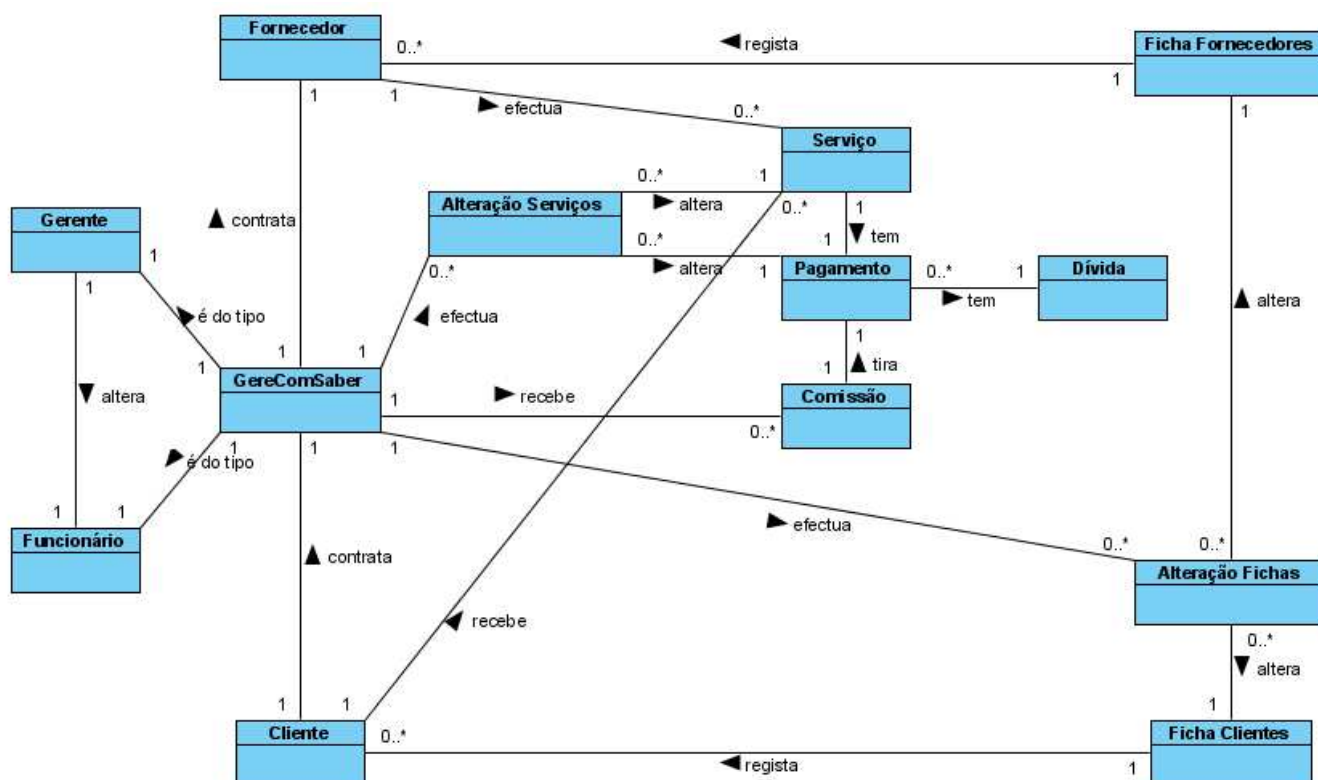 Fornecedor
0..*
regista
Ficha Fornecedores
1
1
1
efectua
0..*
1
Serviço
0..*
1
altera
0..*
1
Alteração Serviços
Gerente
contrata
0..*
1
tem
1
altera
0..*
1
Pagamento
0..*
1
Dívida
tem
1
1
é do tipo
efectua
altera
1
1
1
1
tira
1
GereComSaber
altera
1
recebe
Comissão
0..*
1
1
1
é do tipo
1
1
efectua
Funcionário
0..*
0..*
contrata
Alteração Fichas
recebe
0..*
altera
1
1
1
Cliente
0..*
Ficha Clientes
regista
1